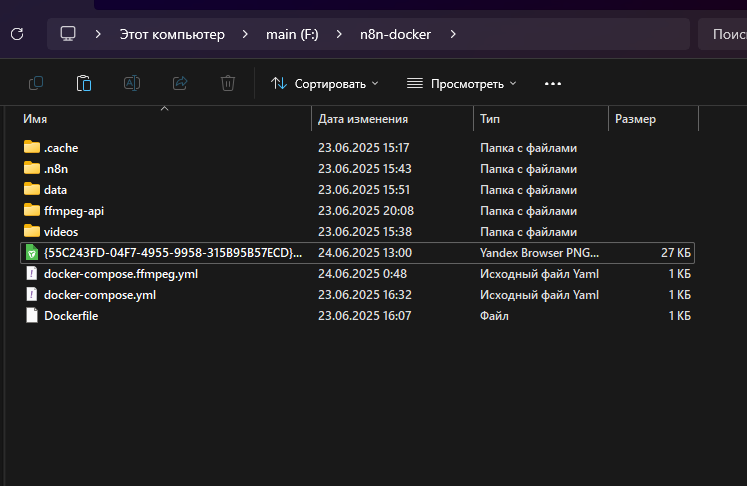 Этот компьютер > main (F:) > n8n-docker > Поис
Сортировать Просмотреть •••
Имя Дата изменения Тип Размер
.cache 23.06.2025 15:17 Папка с файлами
.n8n 23.06.2025 15:43 Папка с файлами
data 23.06.2025 15:51 Папка с файлами
ffmpeg-api 23.06.2025 20:08 Папка с файлами
videos 23.06.2025 15:38 Папка с файлами
{55C243FD-04F7-4955-9958-315B95B57ECD}... 24.06.2025 13:00 Yandex Browser PNG... 27 КБ
docker-compose.ffmpeg.yml 24.06.2025 0:48 Исходный файл Yaml 1 КБ
docker-compose.yml 23.06.2025 16:32 Исходный файл Yaml 1 КБ
Dockerfile 23.06.2025 16:07 Файл 1 КБ